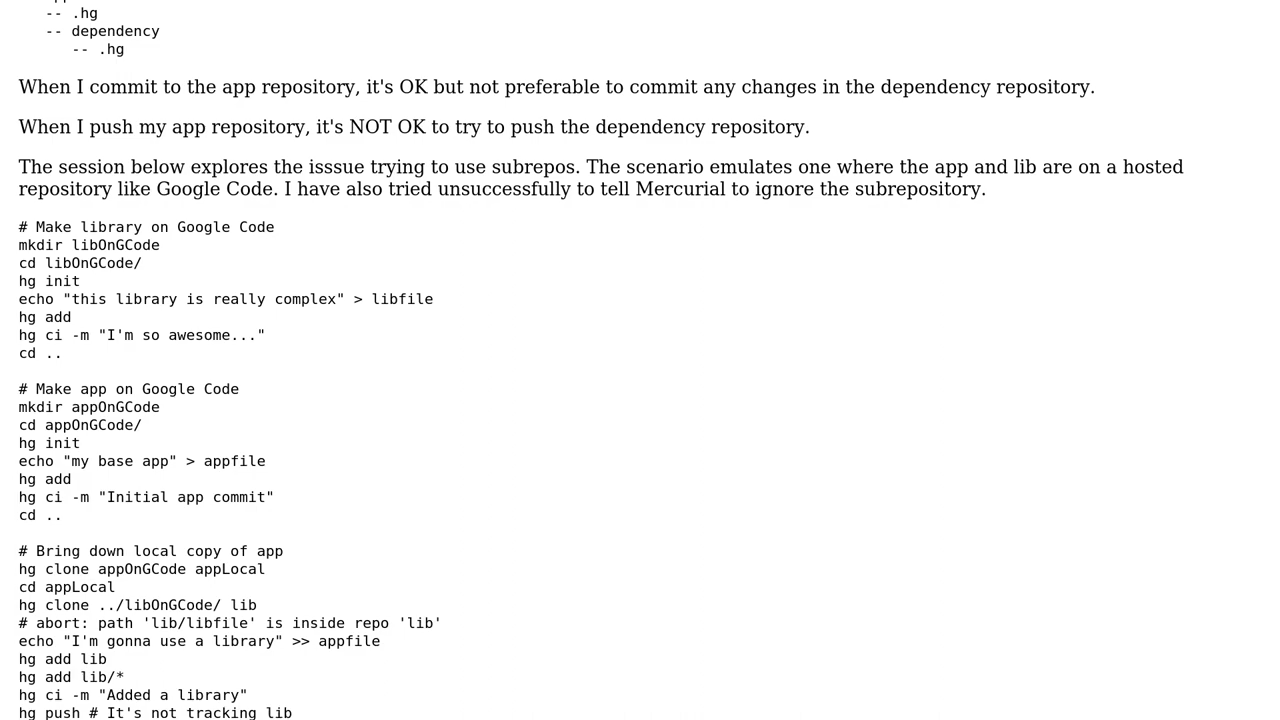 -- .hg
-- dependency
-- .hg
When I commit to the app repository, it's OK but not preferable to commit any changes in the dependency repository.
When I push my app repository, it's NOT OK to try to push the dependency repository.
The session below explores the isssue trying to use subrepos. The scenario emulates one where the app and lib are on a hosted
repository like Google Code. I have also tried unsuccessfully to tell Mercurial to ignore the subrepository.
# Make library on Google Code
mkdir libOnGCode
cd libOnGCode/
hg init
echo "this library is really complex" > libfile
hg add
hg ci -m "I'm so awesome..."
cd ..
# Make app on Google Code
mkdir appOnGCode
cd appOnGCode/
hg init
echo "my base app" > appfile
hg add
hg ci -m "Initial app commit"
cd ..
# Bring down local copy of app
hg clone appOnGCode appLocal
cd appLocal
hg clone ../libOnGCode/ lib
# abort: path 'lib/libfile' is inside repo 'lib'
echo "I'm gonna use a library" >> appfile
hg add lib
hg add lib/*
hg ci -m "Added a library"
hg push # It's not tracking lib